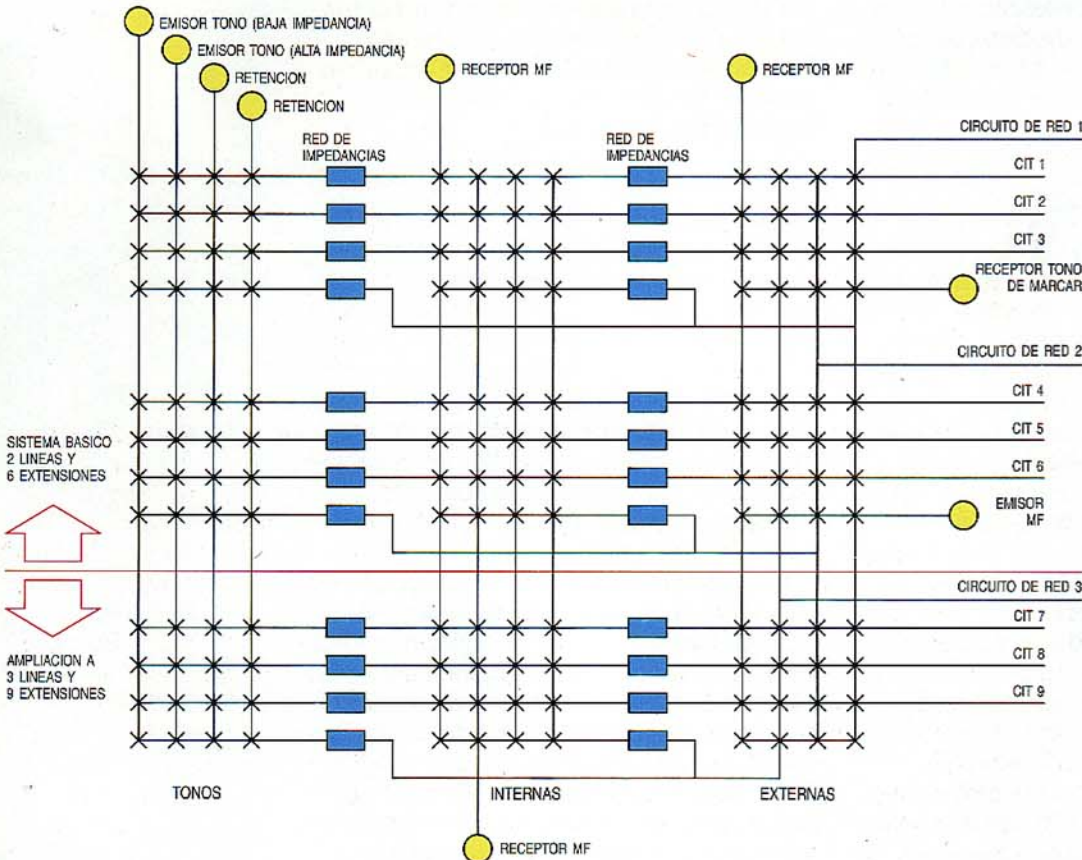 EMISOR TONO (BAJA IMPEDANCIA)
EMISOR TONO (ALTA IMPEDANCIA)
RETENCION
RECEPTOR MF
RECEPTOR MF
RETENCION
CIRCUITO DE RED 1
RED DE
IMPEDANCIAS
RED DE
IMPEDANCIAS
CIT 1
CIT 2
CIT 3
RECEPTOR TONO
DE MARCAR
CIRCUITO DE RED 2
CIT 4
CIT 5
SISTEMA BASICO
2 LINEAS Y
6 EXTENSIONES
CIT 6
EMISOR
MF
CIRCUITO DE RED 3
CIT 7
AMPLIACION A
3 LINEAS Y
9 EXTENSIONES
CIT 8
CIT 9
TONOS
INTERNAS
EXTERNAS
RECEPTOR MF